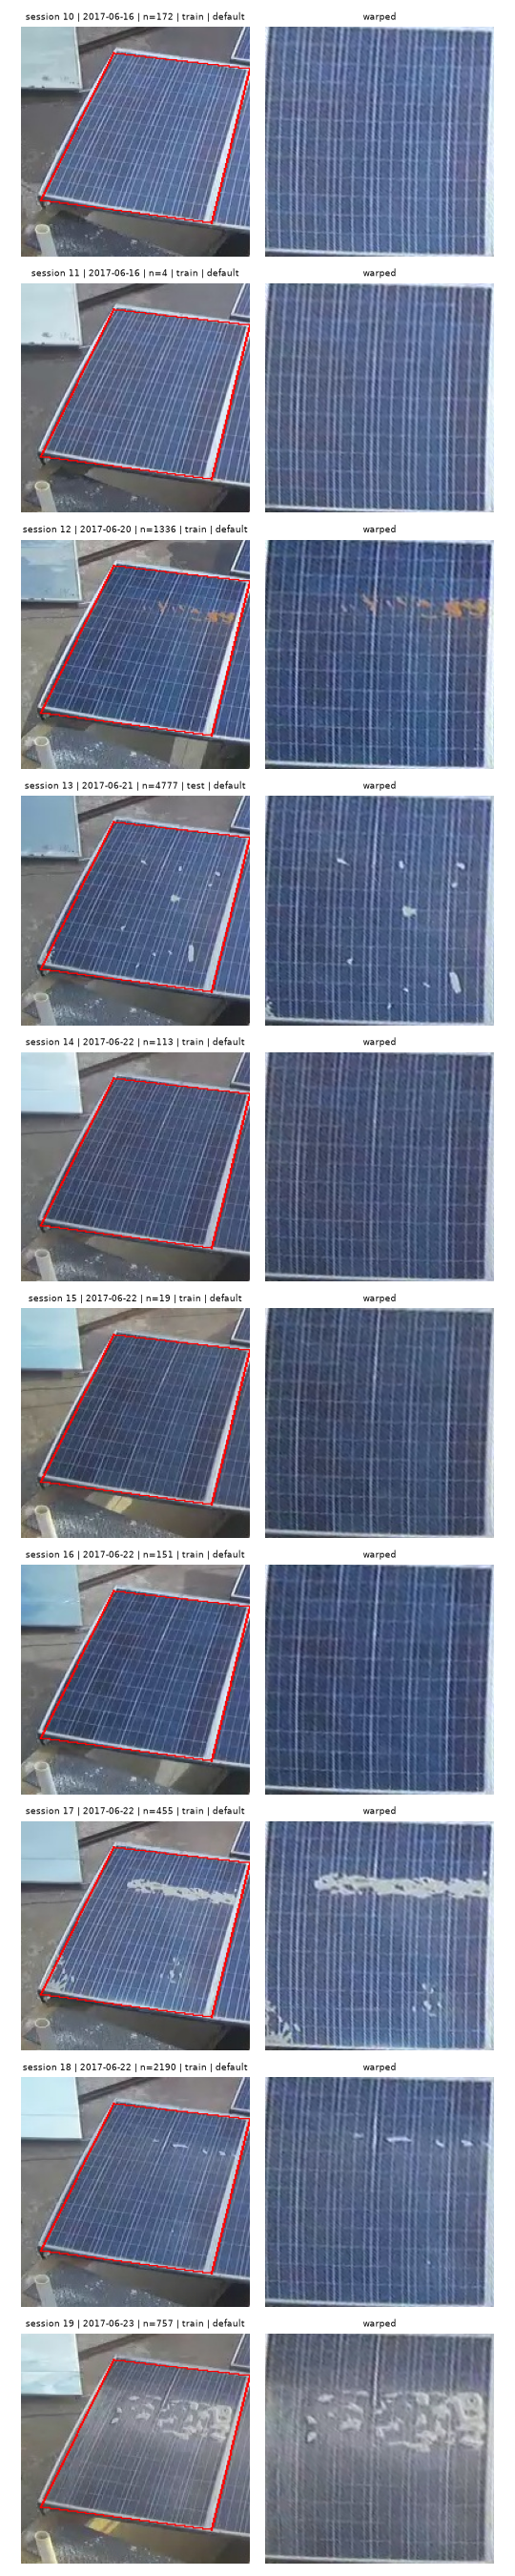 session 10 | 2017-06-16 | n=172 | train | default
warped
session 11 | 2017-06-16 | n=4 | train | default
warped
session 12 | 2017-06-20 | n=1336 | train | default
warped
session 13 | 2017-06-21 | n=4777 | test | default
warped
session 14 | 2017-06-22 | n=113 | train | default
warped
session 15 | 2017-06-22 | n=19 | train | default
warped
session 16 | 2017-06-22 | n=151 | train | default
warped
session 17 | 2017-06-22 | n=455 | train | default
warped
session 18 | 2017-06-22 | n=2190 | train | default
warped
session 19 | 2017-06-23 | n=757 | train | default
warped